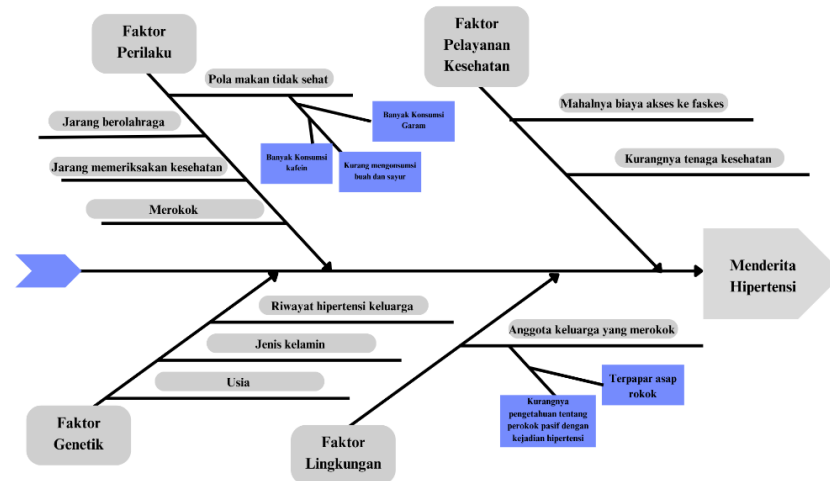 Faktor
Perilaku
Pola makan tidak sehat
Banyak Konsumsi
Garam
Banyak Konsumsi
kafein
Kurang mengonsumsi
buah dan sayur
Jarang berolahraga
Jarang memeriksakan kesehatan
Merokok
Faktor
Pelayanan
Kesehatan
Mahalnya biaya akses ke faskes
Kurangnya tenaga kesehatan
Menderita
Hipertensi
Riwayat hipertensi keluarga
Jenis kelamin
Usia
Faktor
Genetik
Anggota keluarga yang merokok
Terpapar asap
rokok
Kurangnya
pengetahuan tentang
perokok pasif dengan
kejadian hipertensi
Faktor
Lingkungan